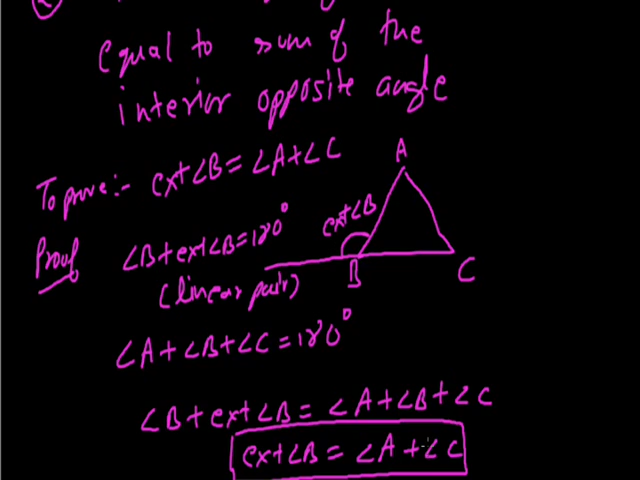 2
equal to sum of the
interior opposite angle
To prove:- ext∠B = ∠A+∠C
A
ext∠B
Proof ∠B+ext∠B=180°
(linear pair)
B
C
∠A+∠B+∠C=180°
∠B+ext∠B = ∠A+∠B+∠C
ext∠B = ∠A+∠C